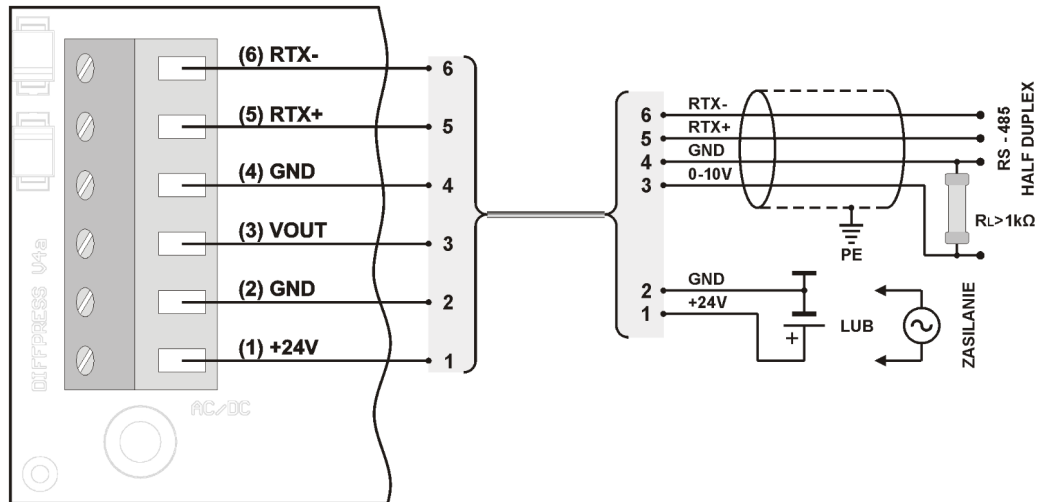 (6) RTX-
(5) RTX+
(4) GND
(3) VOUT
(2) GND
(1) +24V
DIFFPRESS V4a
AC/DC
6
5
4
3
2
1
6 RTX-
5 RTX+
4 GND
3 0-10V
2 GND
1 +24V
PE
RS - 485
HALF DUPLEX
RL>1kΩ
+
LUB
ZASILANIE